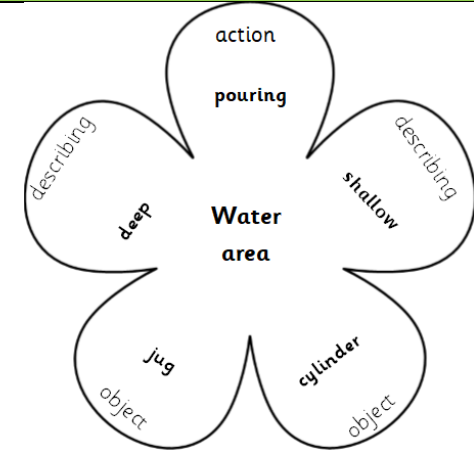 action
pouring
describing
deep
describing
shallow
Water
area
jug
object
cylinder
object